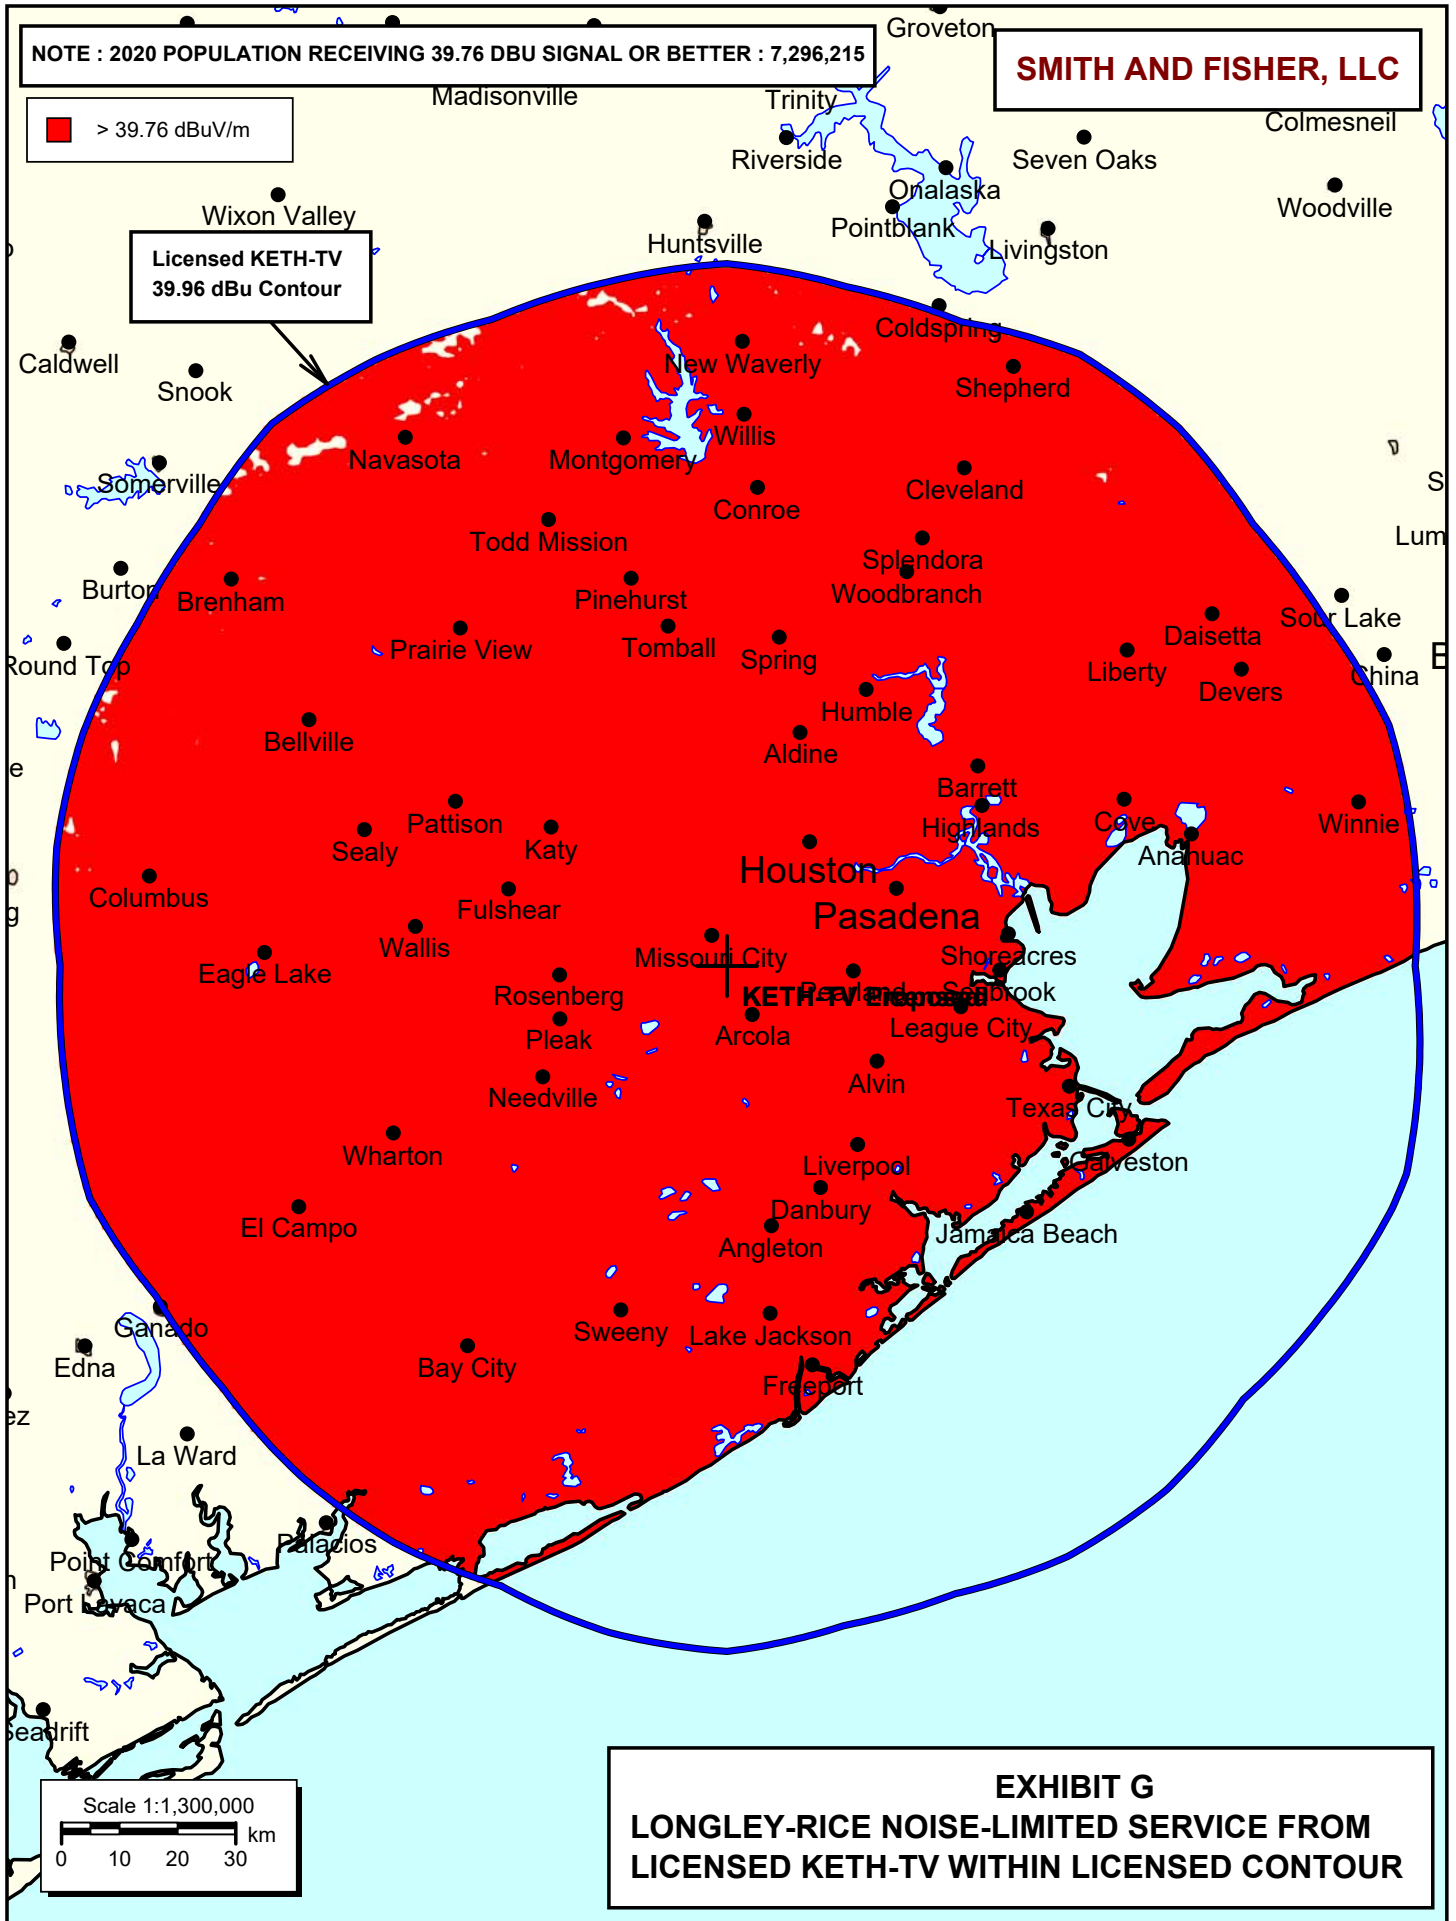 Groveton
NOTE : 2020 POPULATION RECEIVING 39.76 DBU SIGNAL OR BETTER : 7,296,215
SMITH AND FISHER, LLC
Madisonville
Trinity
> 39.76 dBuV/m
Colmesneil
Riverside
Seven Oaks
Onalaska
Wixon Valley
Woodville
Pointblank
Huntsville
Livingston
Licensed KETH-TV
39.96 dBu Contour
Coldspring
Caldwell
New Waverly
Snook
Shepherd
Willis
Navasota
Montgomery
Somerville
Cleveland
S
Conroe
Lum
Todd Mission
Splendora
Burton
Brenham
Pinehurst
Woodbranch
Sour Lake
Daisetta
Prairie View
Tomball
Spring
Round Top
Liberty
E
China
Devers
Humble
Bellville
Aldine
e
Barrett
Pattison
Highlands
Cove
Winnie
Sealy
Katy
Anahuac
Houston
Columbus
Fulshear
g
Pasadena
Wallis
Missouri City
Shoreacres
Eagle Lake
Rosenberg
Pearland
Seabrook
KETH-TV
League City
Arcola
Pleak
Alvin
Needville
Texas City
Wharton
Liverpool
Galveston
Danbury
El Campo
Jamaica Beach
Angleton
Ganado
Sweeny
Lake Jackson
Edna
Bay City
Freeport
ez
La Ward
Palacios
Point Comfort
n
Port Lavaca
Seadrift
EXHIBIT G
LONGLEY-RICE NOISE-LIMITED SERVICE FROM
LICENSED KETH-TV WITHIN LICENSED CONTOUR
Scale 1:1,300,000
km
0 10 20 30